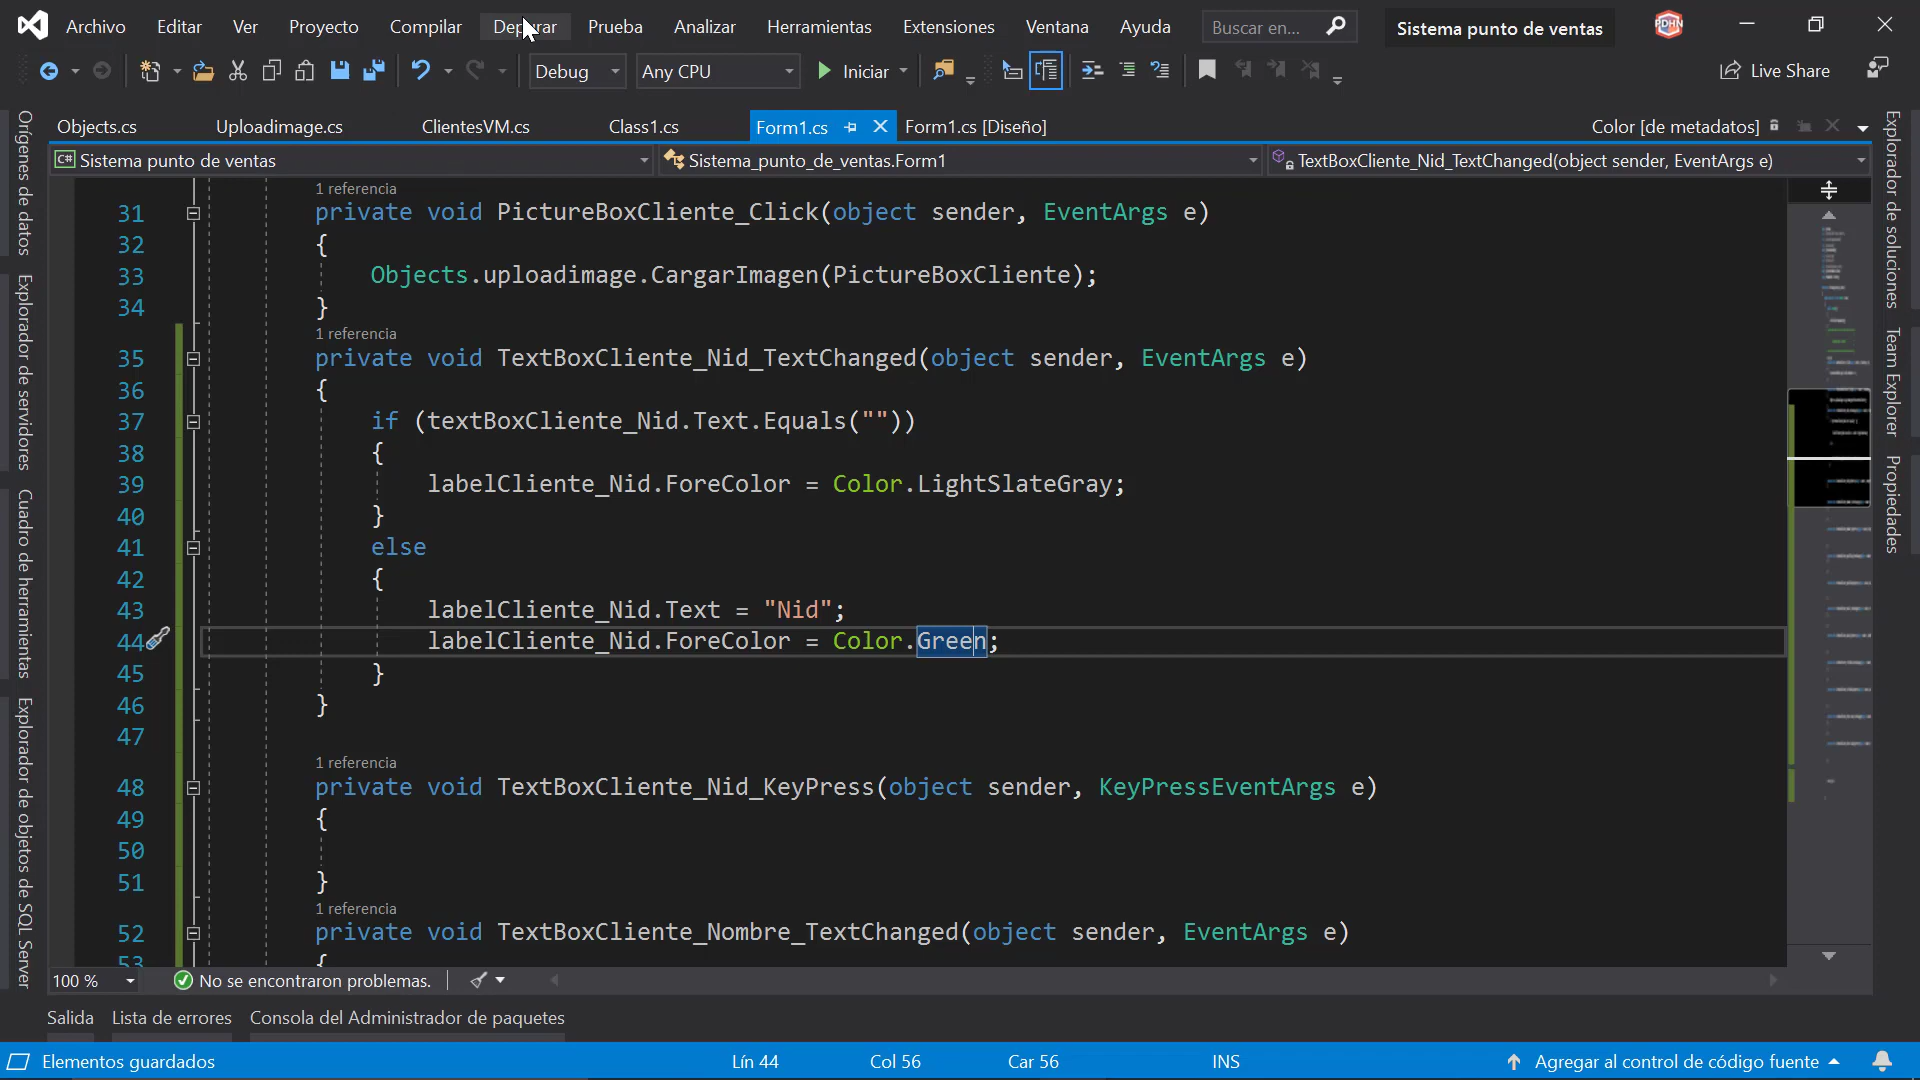 Archivo Editar Ver Proyecto Compilar Depurar Prueba Analizar Herramientas Extensiones Ventana Ayuda Buscar en... Sistema punto de ventas PDHN
Debug Any CPU Iniciar Live Share
Objects.cs Uploadimage.cs ClientesVM.cs Class1.cs Form1.cs Form1.cs [Diseño] Color [de metadatos]
C# Sistema punto de ventas Sistema_punto_de_ventas.Form1 TextBoxCliente_Nid_TextChanged(object sender, EventArgs e)
1 referencia
31 private void PictureBoxCliente_Click(object sender, EventArgs e)
32 {
33 Objects.uploadimage.CargarImagen(PictureBoxCliente);
34 }
1 referencia
35 private void TextBoxCliente_Nid_TextChanged(object sender, EventArgs e)
36 {
37 if (textBoxCliente_Nid.Text.Equals(""))
38 {
39 labelCliente_Nid.ForeColor = Color.LightSlateGray;
40 }
41 else
42 {
43 labelCliente_Nid.Text = "Nid";
44 labelCliente_Nid.ForeColor = Color.Green;
45 }
46 }
47
1 referencia
48 private void TextBoxCliente_Nid_KeyPress(object sender, KeyPressEventArgs e)
49 {
50
51 }
1 referencia
52 private void TextBoxCliente_Nombre_TextChanged(object sender, EventArgs e)
53 {
Orígenes de datos
Explorador de servidores
Cuadro de herramientas
Explorador de objetos de SQL Server
Explorador de soluciones
Team Explorer
Propiedades
100 % No se encontraron problemas.
Salida Lista de errores Consola del Administrador de paquetes
Elementos guardados Lín 44 Col 56 Car 56 INS Agregar al control de código fuente